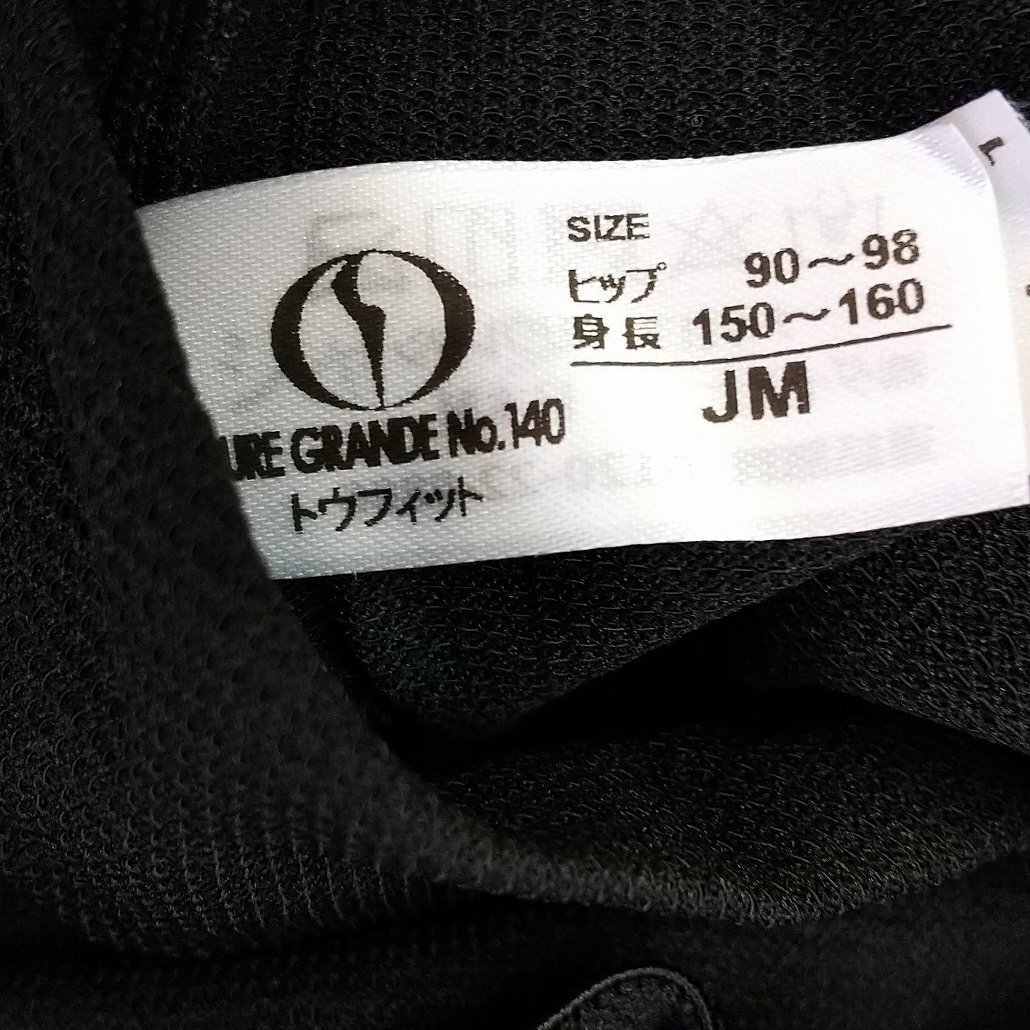 SIZE
ヒップ 90～98
身長 150～160
JM
URE GRANDE No.140
トウフィット
L